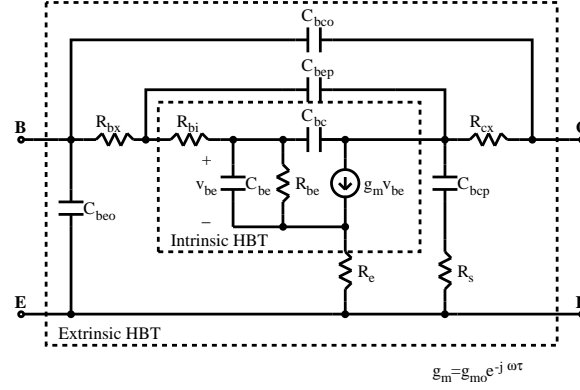 C_bco
C_bep
B
R_bx
R_bi
C_bc
R_cx
C
+
v_be
C_be
R_be
g_m v_be
C_bcp
C_beo
−
Intrinsic HBT
R_e
R_s
E
E
Extrinsic HBT
g_m=g_mo e^-j ωτ